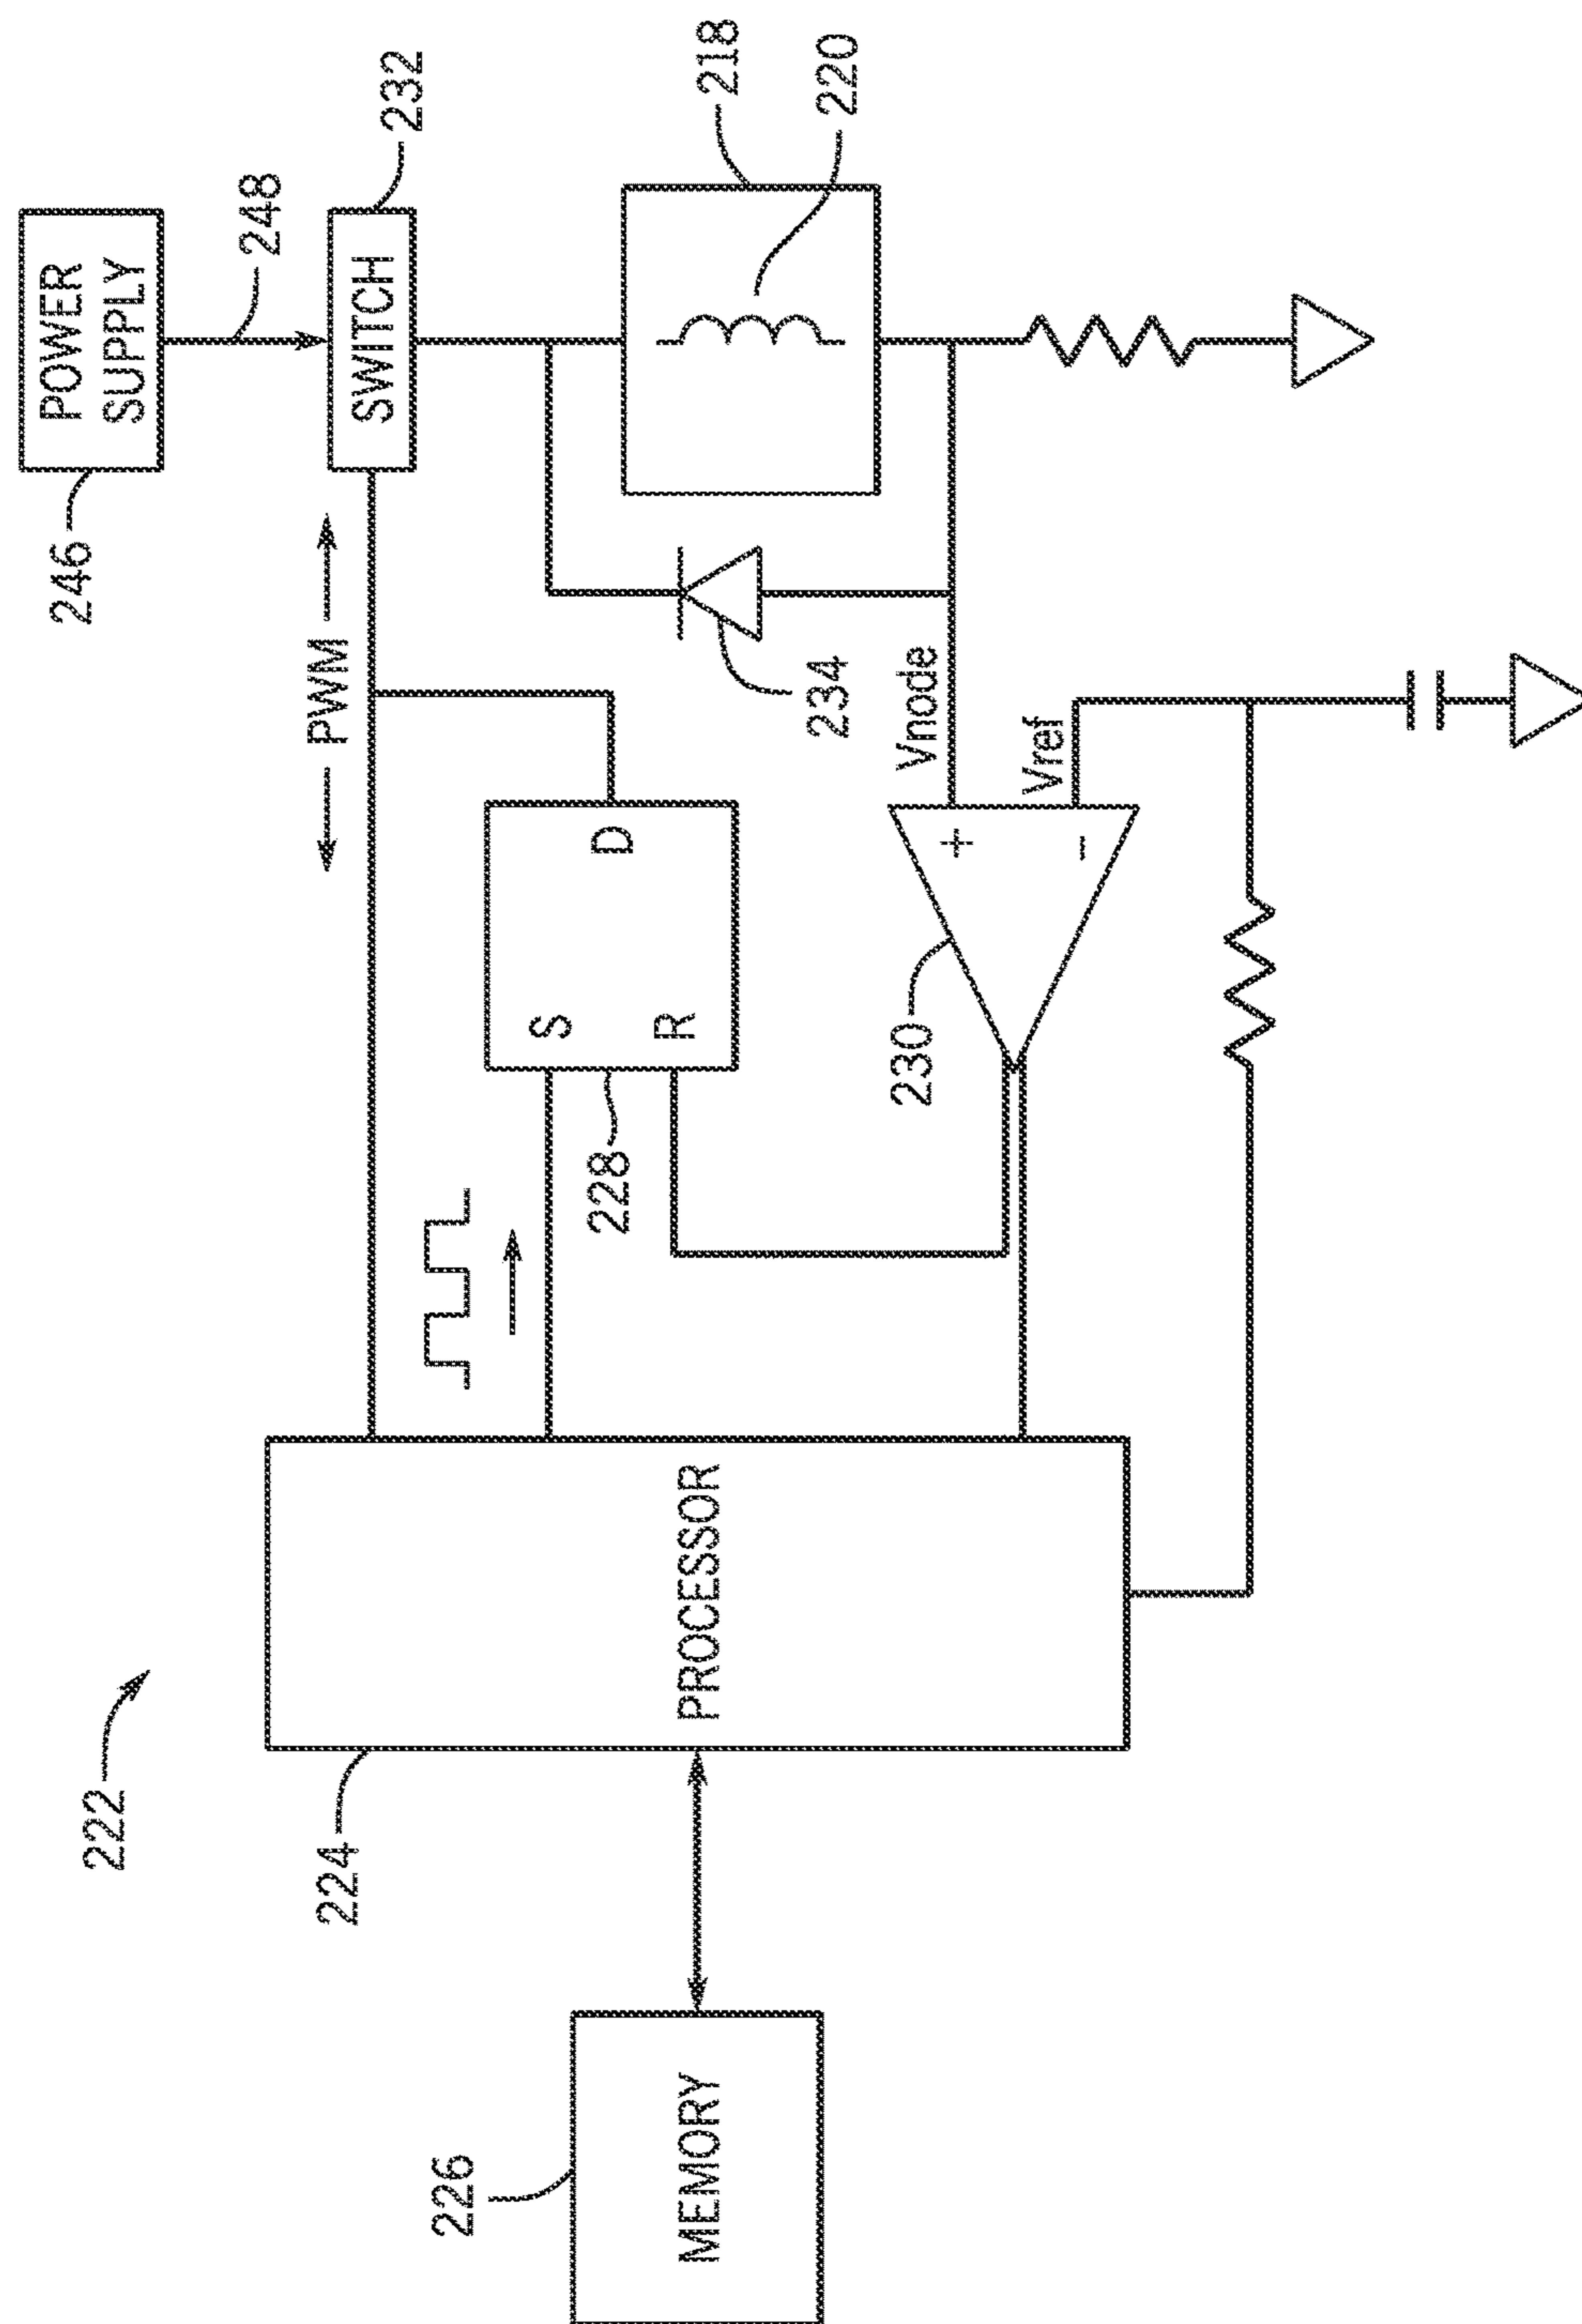 222
246
POWER
SUPPLY
248
PWM
SWITCH
232
224
S
D
R
228
234
218
220
226
MEMORY
PROCESSOR
230
Vnode
+
Vref
−